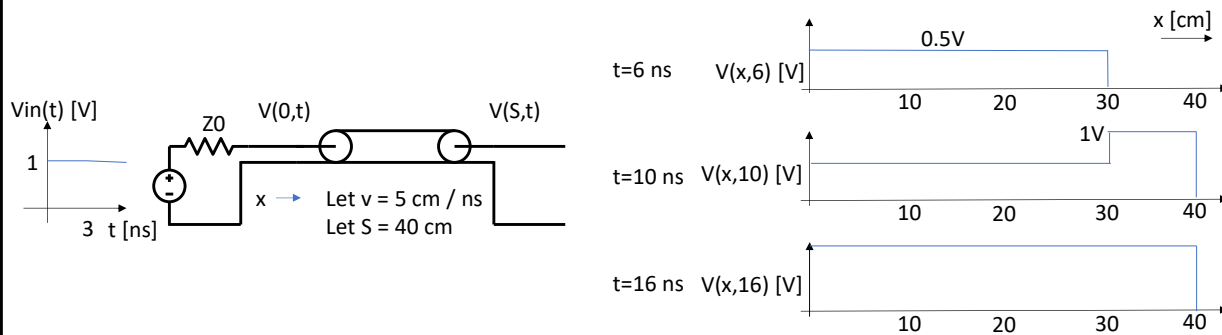 Vin(t) [V]
1
3 t [ns]
Z0
V(0,t)
V(S,t)
+
-
x
Let v = 5 cm / ns
Let S = 40 cm
x [cm]
t=6 ns V(x,6) [V]
0.5V
10 20 30 40
t=10 ns V(x,10) [V]
1V
10 20 30 40
t=16 ns V(x,16) [V]
10 20 30 40